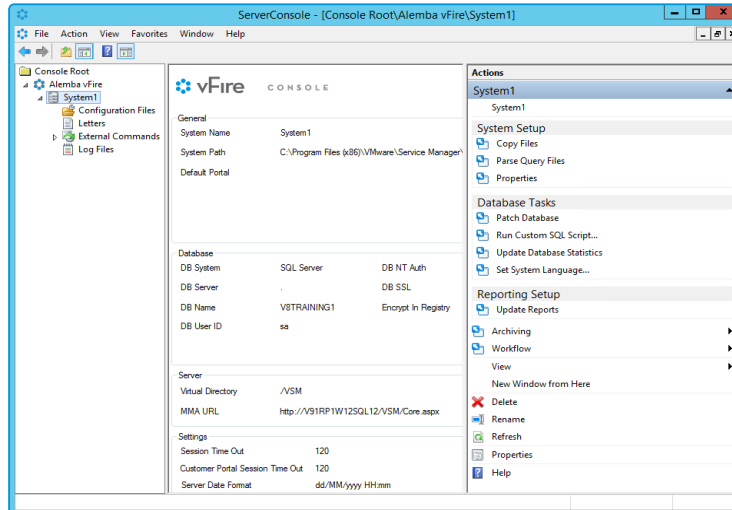 ServerConsole - [Console Root\Alemba vFire\System1]
File Action View Favorites Window Help
Console Root
Alemba vFire
System1
Configuration Files
Letters
External Commands
Log Files
vFire CONSOLE
General
System Name System1
System Path C:\Program Files (x86)\VMware\Service Manager\
Default Portal
Database
DB System SQL Server DB NT Auth
DB Server . DB SSL
DB Name V8TRAINING1 Encrypt In Registry
DB User ID sa
Server
Virtual Directory /VSM
MMA URL http://V91RP1W12SQL12/VSM/Core.aspx
Settings
Session Time Out 120
Customer Portal Session Time Out 120
Server Date Format dd/MM/yyyy HH:mm
Actions
System1
System1
System Setup
Copy Files
Parse Query Files
Properties
Database Tasks
Patch Database
Run Custom SQL Script...
Update Database Statistics
Set System Language...
Reporting Setup
Update Reports
Archiving
Workflow
View
New Window from Here
Delete
Rename
Refresh
Properties
Help